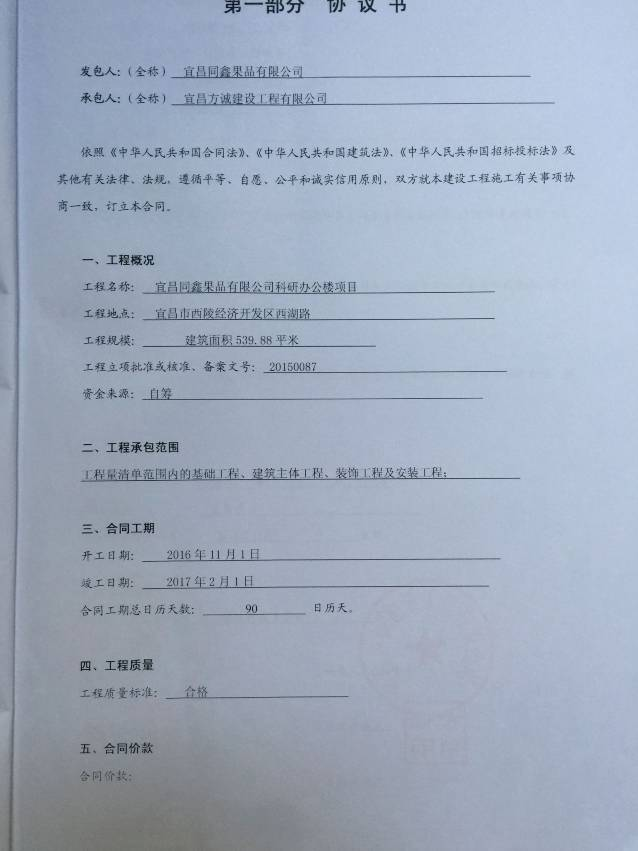 第一部分 协 议 书
发包人:(全称) 宜昌同鑫果品有限公司
承包人:(全称) 宜昌方诚建设工程有限公司
依照《中华人民共和国合同法》、《中华人民共和国建筑法》、《中华人民共和国招标投标法》及
其他有关法律、法规,遵循平等、自愿、公平和诚实信用原则,双方就本建设工程施工有关事项协
商一致,订立本合同。
一、工程概况
工程名称: 宜昌同鑫果品有限公司科研办公楼项目
工程地点: 宜昌市西陵经济开发区西湖路
工程规模: 建筑面积 539.88 平米
工程立项批准或核准、备案文号: 20150087
资金来源: 自筹
二、工程承包范围
工程量清单范围内的基础工程、建筑主体工程、装饰工程及安装工程;
三、合同工期
开工日期: 2016 年 11 月 1 日
竣工日期: 2017 年 2 月 1 日
合同工期总日历天数: 90 日历天。
四、工程质量
工程质量标准: 合格
五、合同价款
合同价款: